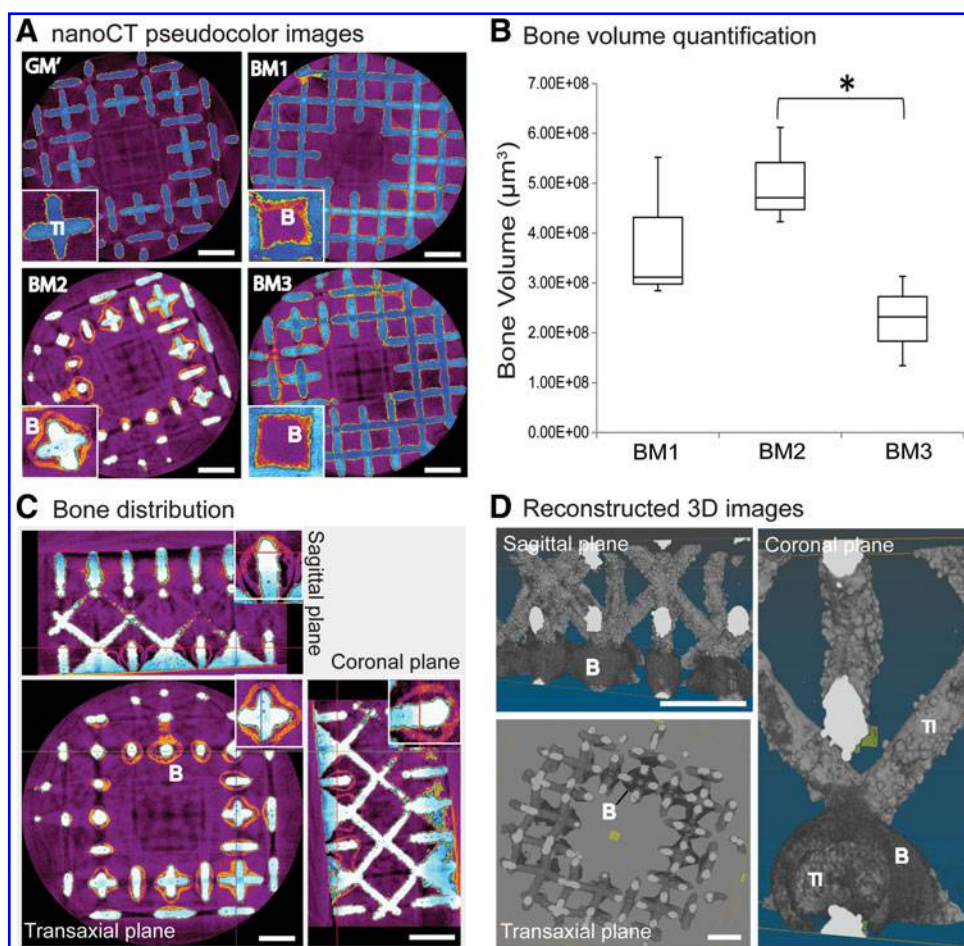 A nanoCT pseudocolor images
GM'
TI
BM1
B
BM2
B
BM3
B
B Bone volume quantification
Bone Volume (µm³)
7.00E+08
6.00E+08
5.00E+08
4.00E+08
3.00E+08
2.00E+08
1.00E+08
0.00E+00
*
BM1 BM2 BM3
C Bone distribution
Sagittal plane
Coronal plane
B
Transaxial plane
D Reconstructed 3D images
Sagittal plane
B
Coronal plane
TI
B
TI
B
Transaxial plane